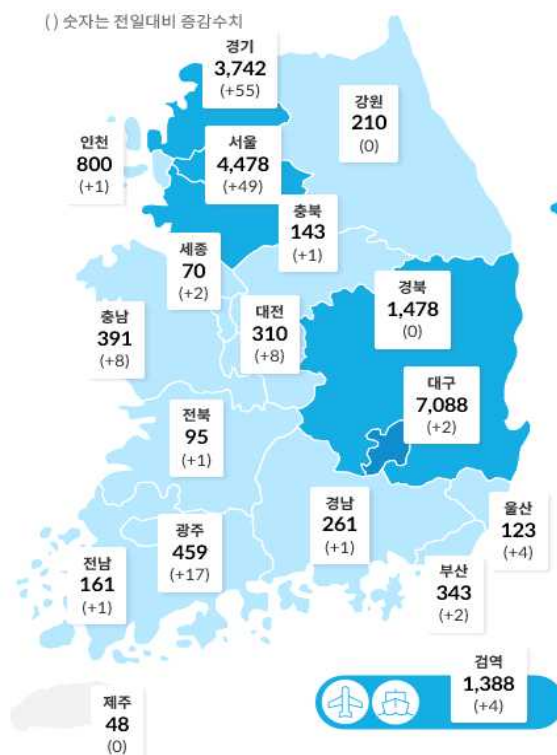 ( ) 숫자는 전일대비 증감수치
경기
3,742
(+55)
강원
210
(0)
인천
800
(+1)
서울
4,478
(+49)
충북
143
(+1)
세종
70
(+2)
경북
1,478
(0)
대전
310
(+8)
충남
391
(+8)
대구
7,088
(+2)
전북
95
(+1)
경남
261
(+1)
울산
123
(+4)
광주
459
(+17)
전남
161
(+1)
부산
343
(+2)
검역
1,388
(+4)
제주
48
(0)